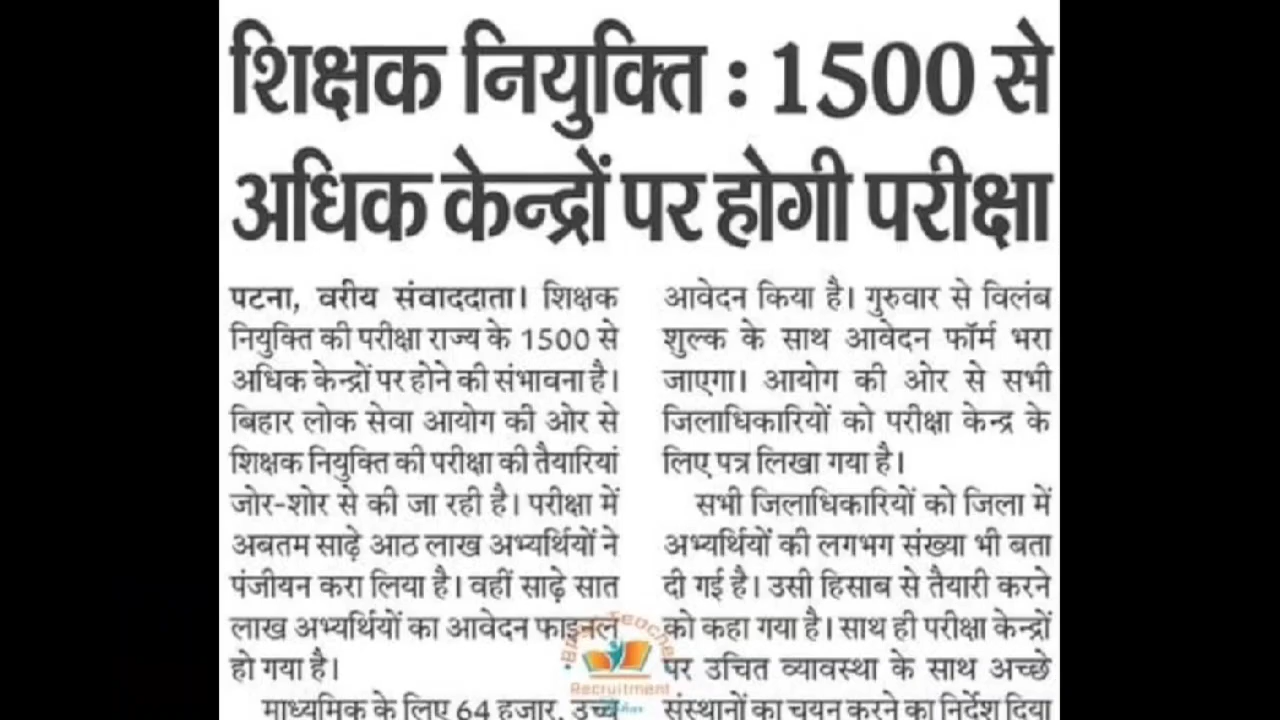 शिक्षक नियुक्ति : 1500 से
अधिक केन्द्रों पर होगी परीक्षा
पटना, वरीय संवाददाता। शिक्षक
नियुक्ति की परीक्षा राज्य के 1500 से
अधिक केन्द्रों पर होने की संभावना है।
बिहार लोक सेवा आयोग की ओर से
शिक्षक नियुक्ति की परीक्षा की तैयारियां
जोर-शोर से की जा रही है। परीक्षा में
अबतम साढ़े आठ लाख अभ्यर्थियों ने
पंजीयन करा लिया है। वहीं साढ़े सात
लाख अभ्यर्थियों का आवेदन फाइनल
हो गया है।
माध्यमिक के लिए 64 हजार, उच्च
आवेदन किया है। गुरुवार से विलंब
शुल्क के साथ आवेदन फॉर्म भरा
जाएगा। आयोग की ओर से सभी
जिलाधिकारियों को परीक्षा केन्द्र के
लिए पत्र लिखा गया है।
सभी जिलाधिकारियों को जिला में
अभ्यर्थियों की लगभग संख्या भी बता
दी गई है। उसी हिसाब से तैयारी करने
को कहा गया है। साथ ही परीक्षा केन्द्रों
पर उचित व्यावस्था के साथ अच्छे
संस्थानों का चयन करने का निर्देश दिया
Teacher
Recruitment